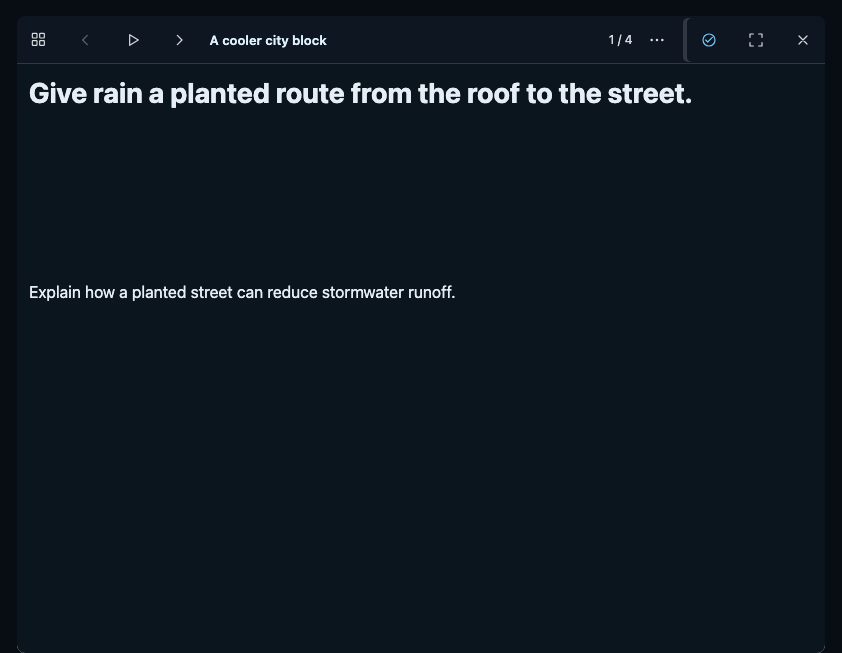 A cooler city block
1 / 4
Give rain a planted route from the roof to the street.
Explain how a planted street can reduce stormwater runoff.